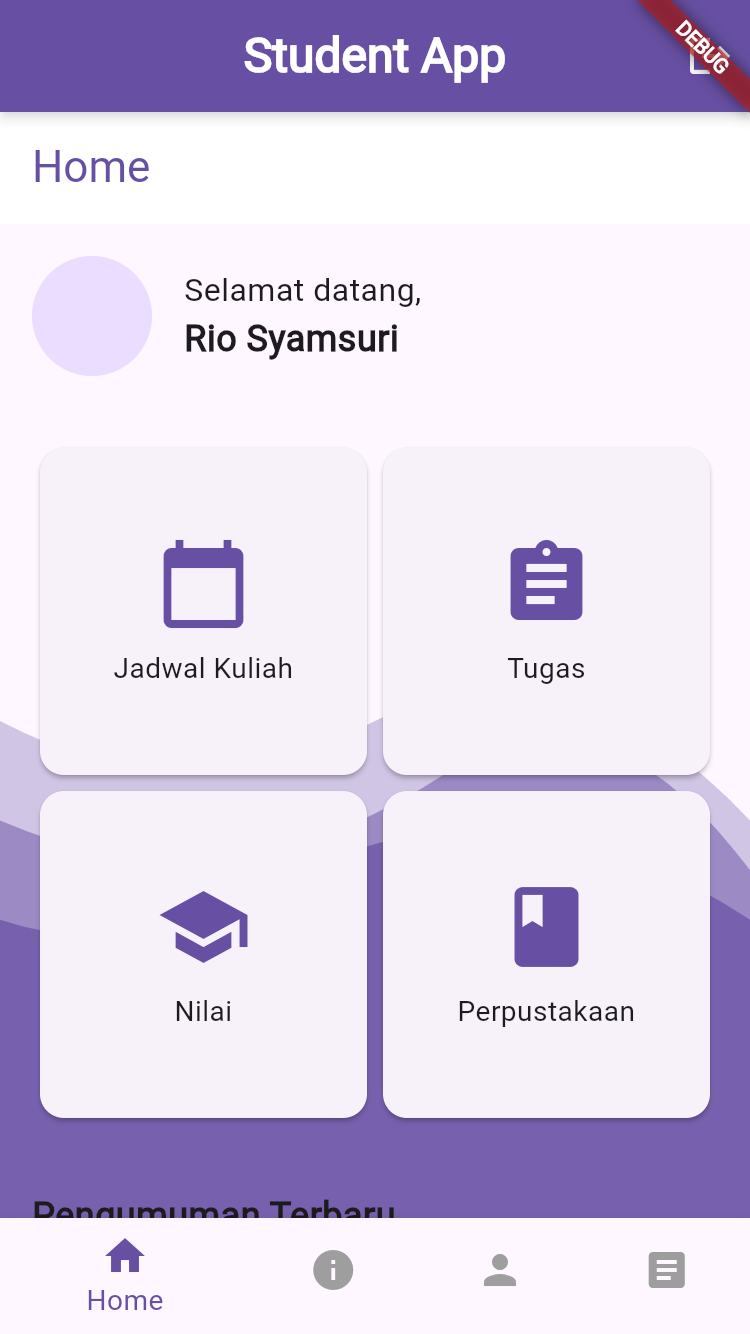 Student App
DEBUG
Home
Selamat datang,
Rio Syamsuri
Jadwal Kuliah
Tugas
Nilai
Perpustakaan
Pengumuman Terbaru
Home